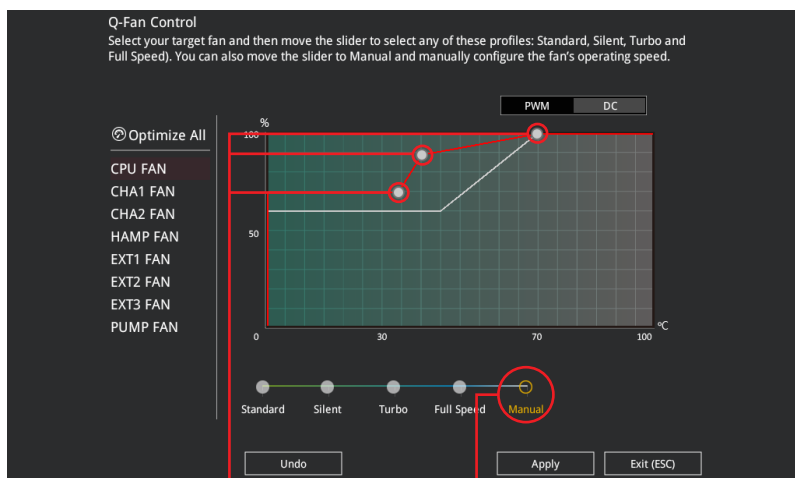 Q-Fan Control
Select your target fan and then move the slider to select any of these profiles: Standard, Silent, Turbo and
Full Speed). You can also move the slider to Manual and manually configure the fan's operating speed.
PWM DC
%
Optimize All
100
CPU FAN
CHA1 FAN
CHA2 FAN
HAMP FAN
50
EXT1 FAN
EXT2 FAN
EXT3 FAN
PUMP FAN
°C
0 30 70 100
Standard Silent Turbo Full Speed Manual
Undo Apply Exit (ESC)